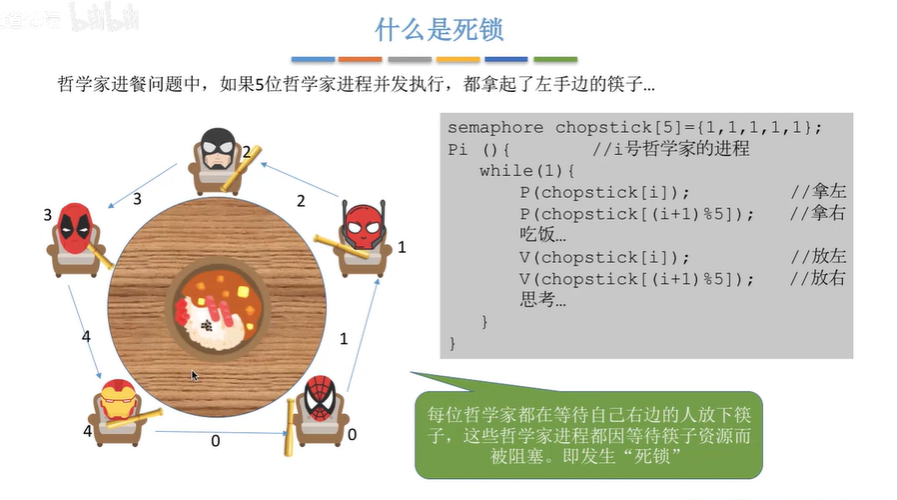 什么是死锁
哲学家进餐问题中，如果5位哲学家进程并发执行，都拿起了左手边的筷子…
semaphore chopstick[5]={1,1,1,1,1};
Pi (){ //i号哲学家的进程
while(1){
P(chopstick[i]); //拿左
P(chopstick[(i+1)%5]); //拿右
吃饭…
V(chopstick[i]); //放左
V(chopstick[(i+1)%5]); //放右
思考…
}
}
2
3
2
3
1
4
1
4
0
0
每位哲学家都在等待自己右边的人放下筷
子，这些哲学家进程都因等待筷子资源而
被阻塞。即发生“死锁”